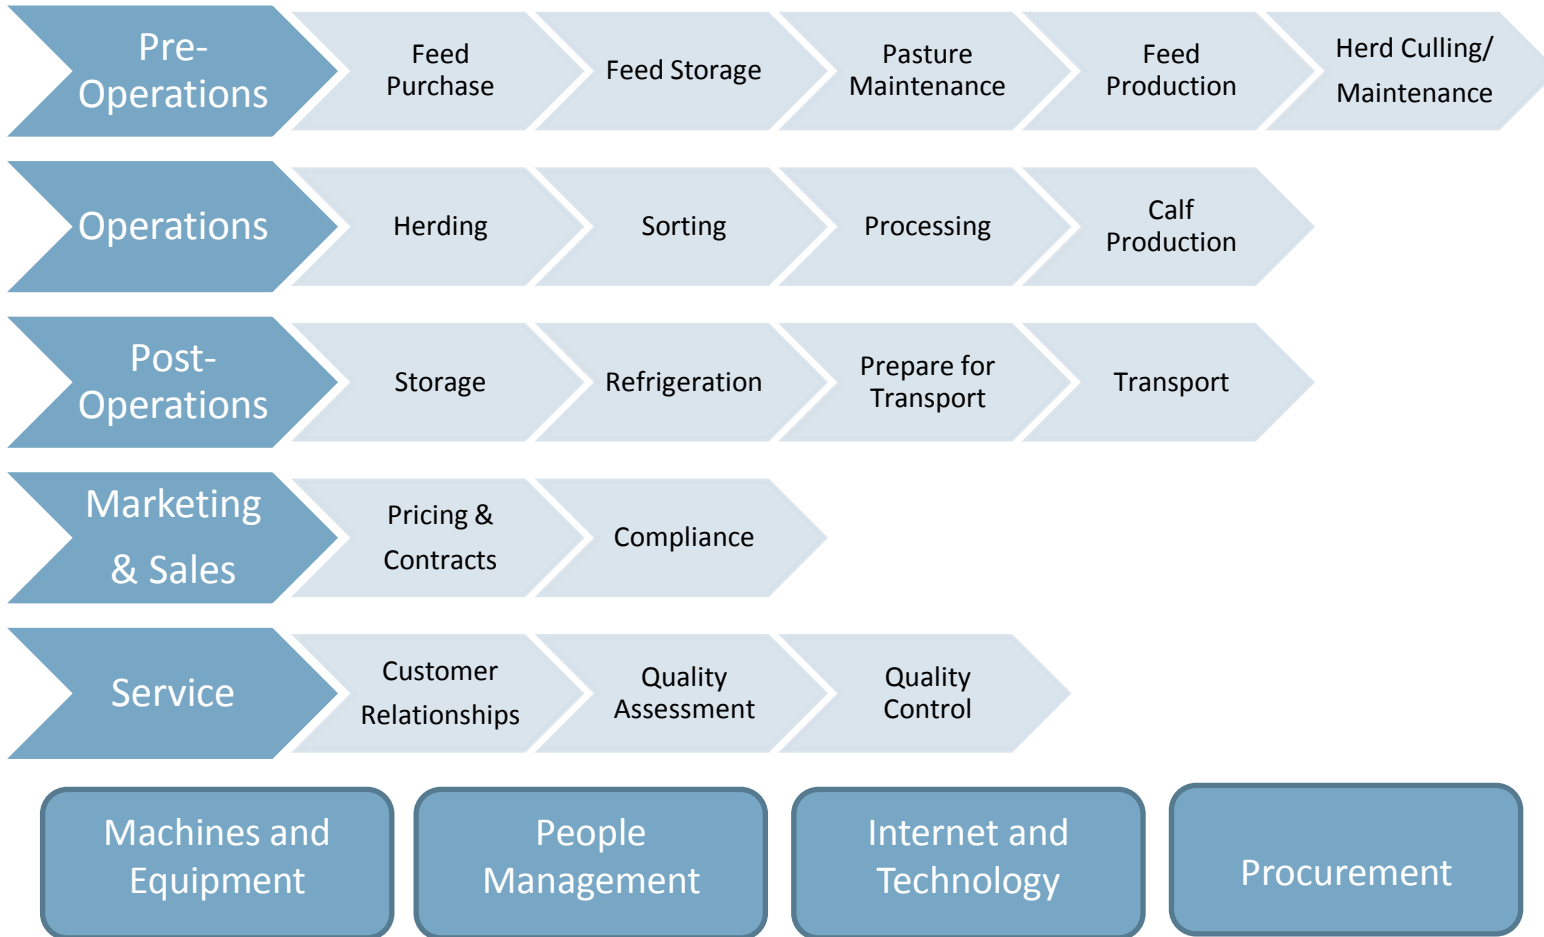 Pre-
Operations
Feed
Purchase
Feed Storage
Pasture
Maintenance
Feed
Production
Herd Culling/
Maintenance
Operations
Herding
Sorting
Processing
Calf
Production
Post-
Operations
Storage
Refrigeration
Prepare for
Transport
Transport
Marketing
& Sales
Pricing &
Contracts
Compliance
Service
Customer
Relationships
Quality
Assessment
Quality
Control
Machines and
Equipment
People
Management
Internet and
Technology
Procurement